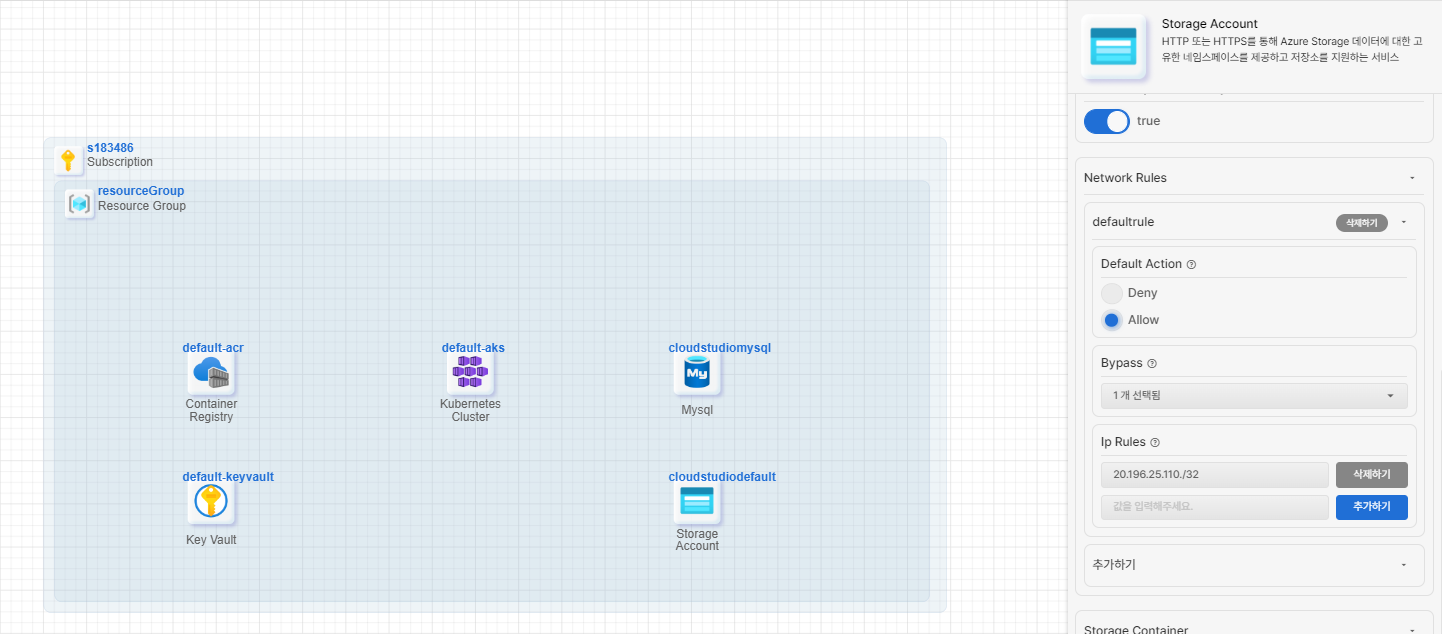 s183486
Subscription
resourceGroup
Resource Group
default-acr
Container
Registry
default-aks
Kubernetes
Cluster
cloudstudiomysql
My
Mysql
default-keyvault
Key Vault
cloudstudiodefault
Storage
Account
Storage Account
HTTP 또는 HTTPS를 통해 Azure Storage 데이터에 대한 고
유한 네임스페이스를 제공하고 저장소를 지원하는 서비스
true
Network Rules
defaultrule
삭제하기
Default Action
Deny
Allow
Bypass
1 개 선택됨
Ip Rules
20.196.25.110./32
삭제하기
값을 입력해주세요.
추가하기
추가하기
Storage Container